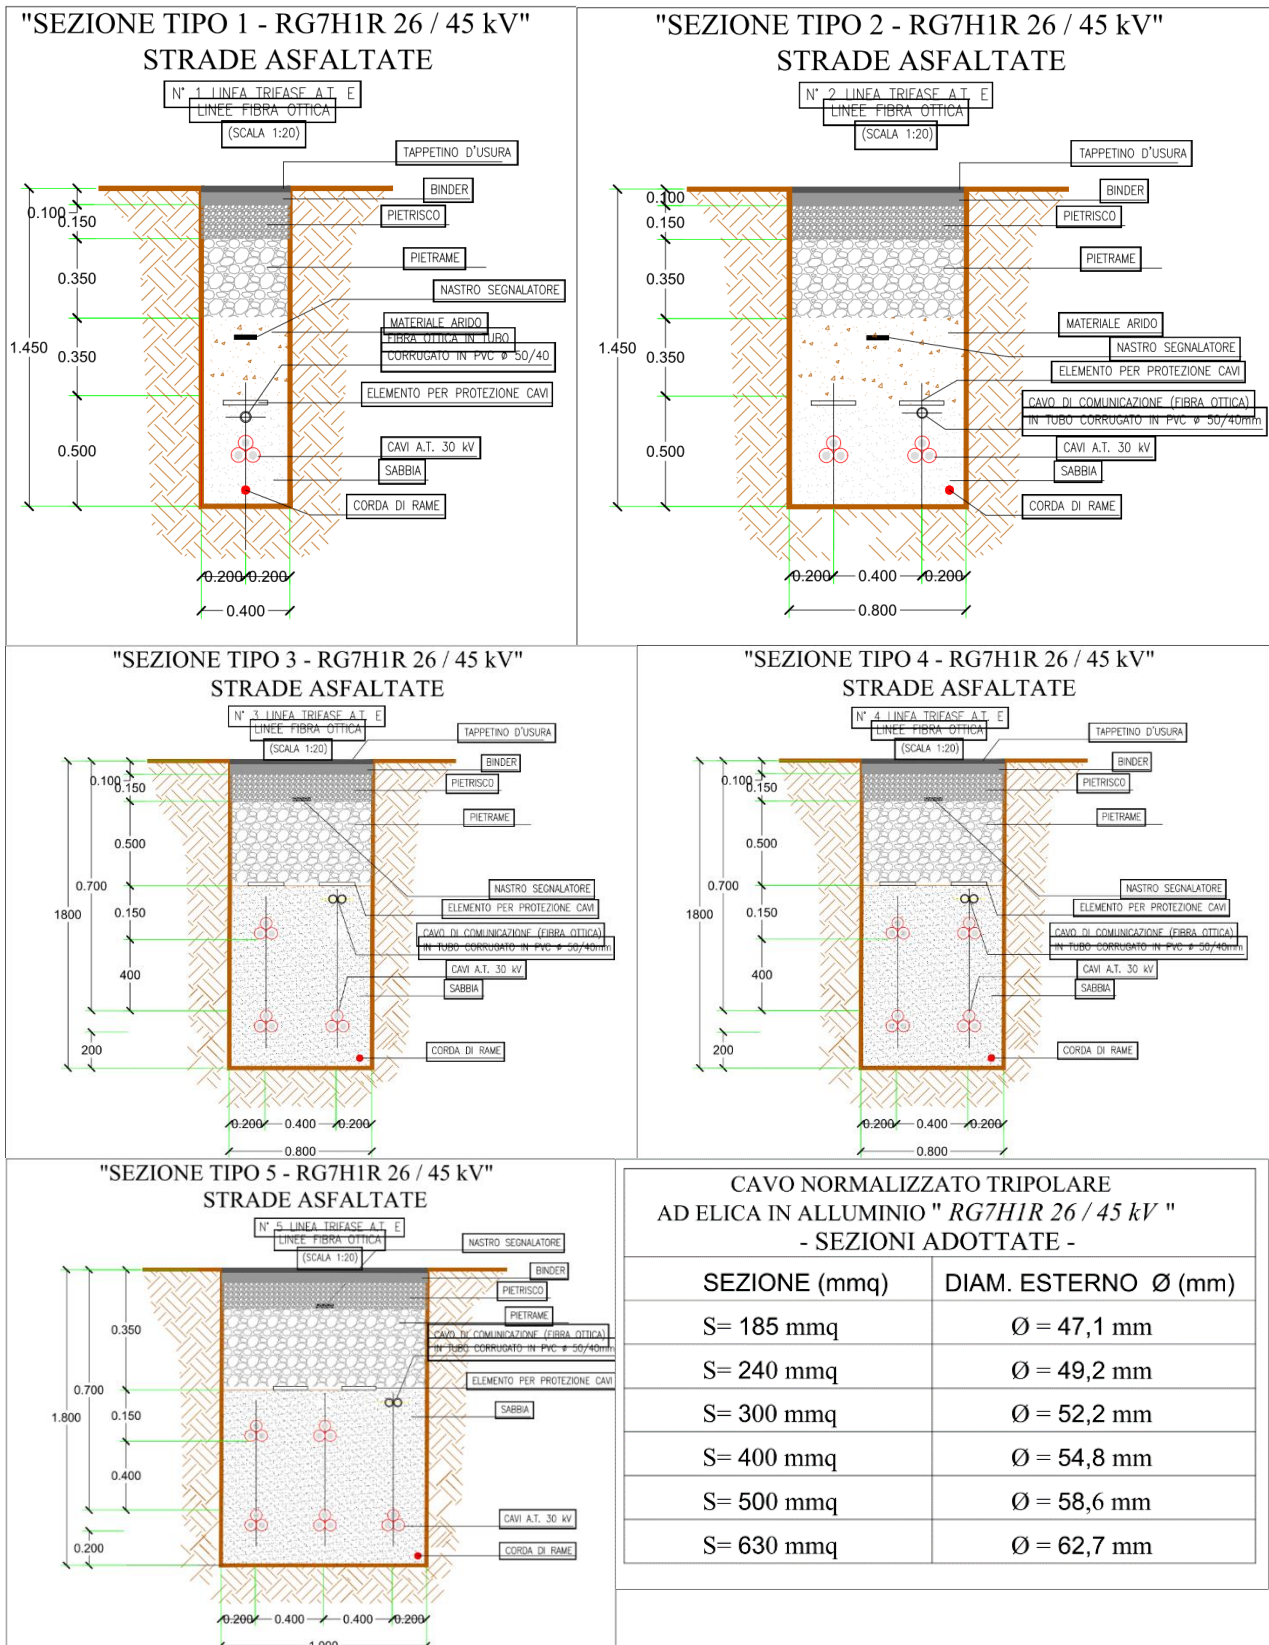 "SEZIONE TIPO 1 - RG7H1R 26 / 45 kV"
STRADE ASFALTATE
N° 1 LINEA TRIFASE A.T. E
LINEE FIBRA OTTICA
(SCALA 1:20)
TAPPETINO D'USURA
BINDER
PIETRISCO
PIETRAME
NASTRO SEGNALATORE
MATERIALE ARIDO
FIBRA OTTICA IN TUBO
CORRUGATO IN PVC ø 50/40
ELEMENTO PER PROTEZIONE CAVI
CAVI A.T. 30 kV
SABBIA
CORDA DI RAME
0.100
0.150
0.350
0.350
1.450
0.500
0.200 0.200
0.400
"SEZIONE TIPO 2 - RG7H1R 26 / 45 kV"
STRADE ASFALTATE
N° 2 LINEA TRIFASE A.T. E
LINEE FIBRA OTTICA
(SCALA 1:20)
TAPPETINO D'USURA
BINDER
PIETRISCO
PIETRAME
MATERIALE ARIDO
NASTRO SEGNALATORE
ELEMENTO PER PROTEZIONE CAVI
CAVO DI COMUNICAZIONE (FIBRA OTTICA)
IN TUBO CORRUGATO IN PVC ø 50/40mm
CAVI A.T. 30 kV
SABBIA
CORDA DI RAME
0.100
0.150
0.350
1.450
0.350
0.500
0.200 0.400 0.200
0.800
"SEZIONE TIPO 3 - RG7H1R 26 / 45 kV"
STRADE ASFALTATE
N° 3 LINEA TRIFASE A.T. E
LINEE FIBRA OTTICA
(SCALA 1:20)
TAPPETINO D'USURA
BINDER
PIETRISCO
PIETRAME
NASTRO SEGNALATORE
ELEMENTO PER PROTEZIONE CAVI
CAVO DI COMUNICAZIONE (FIBRA OTTICA)
IN TUBO CORRUGATO IN PVC ø 50/40mm
CAVI A.T. 30 kV
SABBIA
CORDA DI RAME
0.100
0.150
0.500
0.700
0.150
1800
400
200
0.200 0.400 0.200
0.800
"SEZIONE TIPO 4 - RG7H1R 26 / 45 kV"
STRADE ASFALTATE
N° 4 LINEA TRIFASE A.T. E
LINEE FIBRA OTTICA
(SCALA 1:20)
TAPPETINO D'USURA
BINDER
PIETRISCO
PIETRAME
NASTRO SEGNALATORE
ELEMENTO PER PROTEZIONE CAVI
CAVO DI COMUNICAZIONE (FIBRA OTTICA)
IN TUBO CORRUGATO IN PVC ø 50/40mm
CAVI A.T. 30 kV
SABBIA
CORDA DI RAME
0.100
0.150
0.500
0.700
0.150
1800
400
200
0.200 0.400 0.200
0.800
"SEZIONE TIPO 5 - RG7H1R 26 / 45 kV"
STRADE ASFALTATE
N° 5 LINEA TRIFASE A.T. E
LINEE FIBRA OTTICA
(SCALA 1:20)
NASTRO SEGNALATORE
BINDER
PIETRISCO
PIETRAME
CAVO DI COMUNICAZIONE (FIBRA OTTICA)
IN TUBO CORRUGATO IN PVC ø 50/40mm
ELEMENTO PER PROTEZIONE CAVI
SABBIA
CAVI A.T. 30 kV
CORDA DI RAME
0.350
0.700
0.150
1.800
0.400
0.200
0.200 0.400 0.400 0.200
1.000
CAVO NORMALIZZATO TRIPOLARE
AD ELICA IN ALLUMINIO " RG7H1R 26 / 45 kV "
- SEZIONI ADOTTATE -
SEZIONE (mmq) DIAM. ESTERNO Ø (mm)
S= 185 mmq Ø = 47,1 mm
S= 240 mmq Ø = 49,2 mm
S= 300 mmq Ø = 52,2 mm
S= 400 mmq Ø = 54,8 mm
S= 500 mmq Ø = 58,6 mm
S= 630 mmq Ø = 62,7 mm